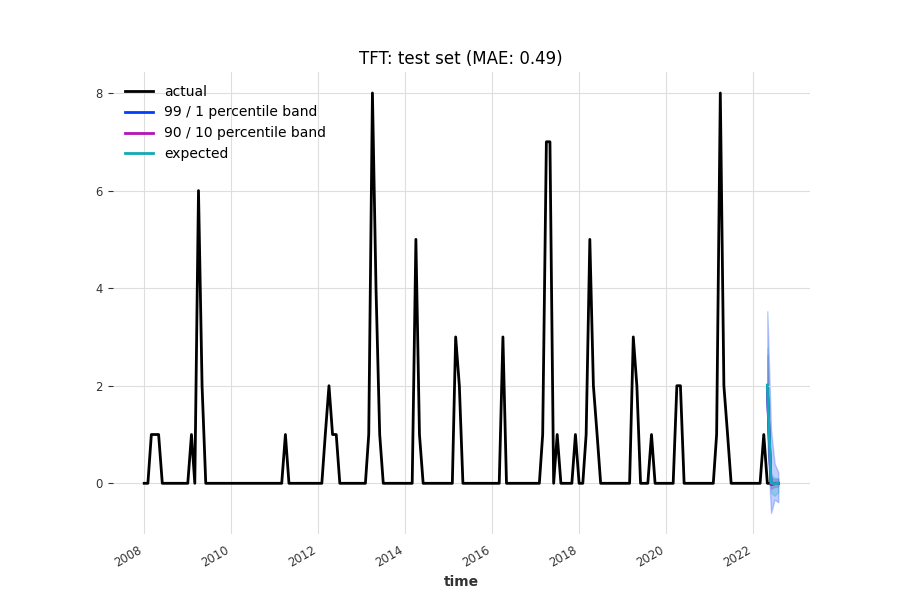 TFT: test set (MAE: 0.49)
actual
99 / 1 percentile band
90 / 10 percentile band
expected
8
6
4
2
0
2008
2010
2012
2014
2016
2018
2020
2022
time